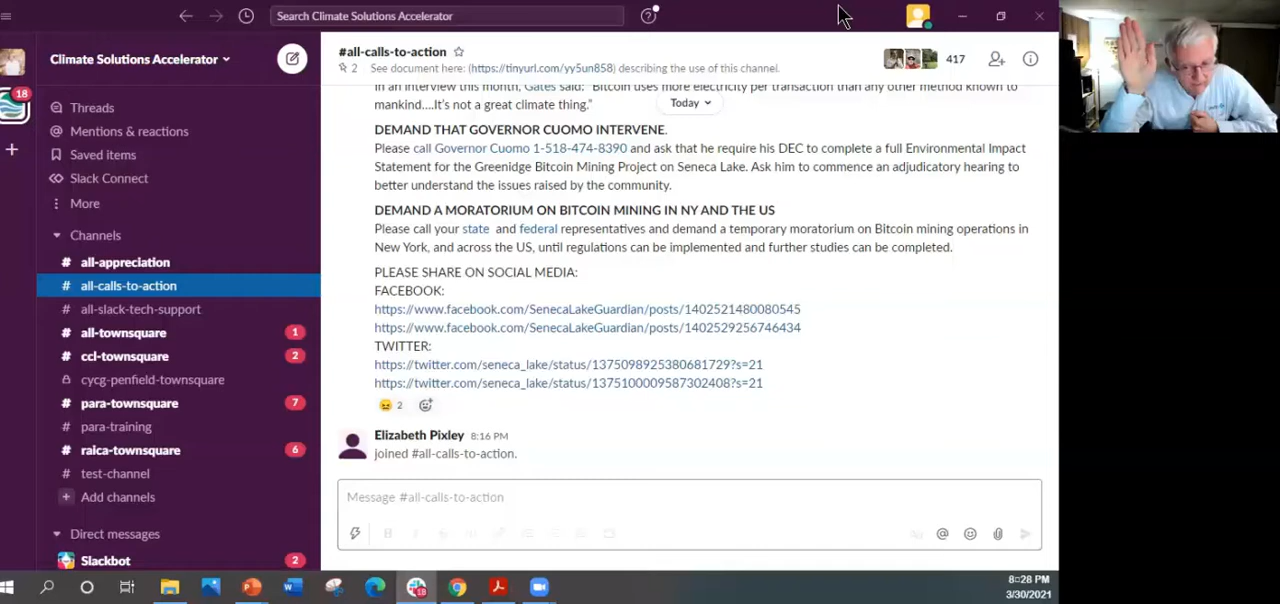 Search Climate Solutions Accelerator
18
Climate Solutions Accelerator
Threads
Mentions & reactions
Saved items
Slack Connect
More
Channels
# all-appreciation
# all-calls-to-action
# all-slack-tech-support
# all-townsquare 1
# ccl-townsquare 2
cycg-penfield-townsquare
# para-townsquare 7
# para-training
# raica-townsquare 6
# test-channel
+ Add channels
Direct messages
Slackbot 2
#all-calls-to-action
417
2 See document here: (https://tinyurl.com/yy5un858) describing the use of this channel.
In an interview this month, Gates said: "Bitcoin uses more electricity per transaction than any other method known to
mankind....It's not a great climate thing."
Today
DEMAND THAT GOVERNOR CUOMO INTERVENE.
Please call Governor Cuomo 1-518-474-8390 and ask that he require his DEC to complete a full Environmental Impact
Statement for the Greenidge Bitcoin Mining Project on Seneca Lake. Ask him to commence an adjudicatory hearing to
better understand the issues raised by the community.
DEMAND A MORATORIUM ON BITCOIN MINING IN NY AND THE US
Please call your state and federal representatives and demand a temporary moratorium on Bitcoin mining operations in
New York, and across the US, until regulations can be implemented and further studies can be completed.
PLEASE SHARE ON SOCIAL MEDIA:
FACEBOOK:
https://www.facebook.com/SenecaLakeGuardian/posts/1402521480080545
https://www.facebook.com/SenecaLakeGuardian/posts/1402529256746434
TWITTER:
https://twitter.com/seneca_lake/status/1375098925380681729?s=21
https://twitter.com/seneca_lake/status/1375100009587302408?s=21
2
Elizabeth Pixley 8:16 PM
joined #all-calls-to-action.
Message #all-calls-to-action
8:28 PM
3/30/2021